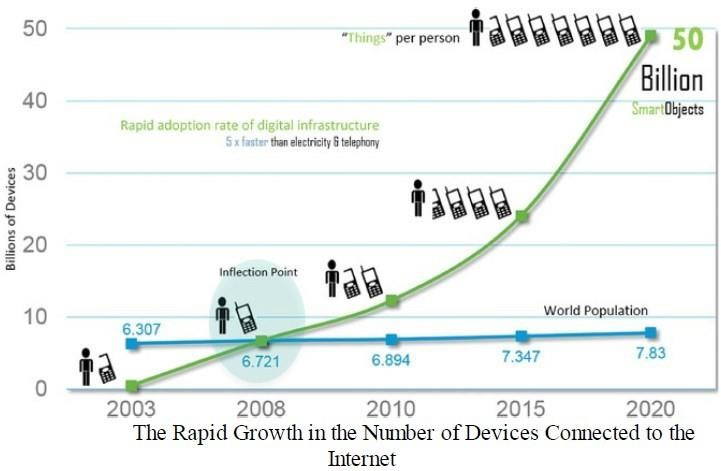 50
40
30
20
10
0
Billions of Devices
"Things" per person
50
Billion
SmartObjects
Rapid adoption rate of digital infrastructure
5 x faster than electricity & telephony
Inflection Point
World Population
6.307
6.721
6.894
7.347
7.83
2003
2008
2010
2015
2020
The Rapid Growth in the Number of Devices Connected to the
Internet